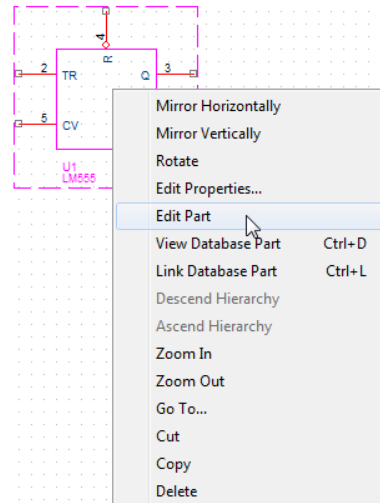 4
R
2 TR Q 3
5 CV
U1
LM555
Mirror Horizontally
Mirror Vertically
Rotate
Edit Properties...
Edit Part
View Database Part Ctrl+D
Link Database Part Ctrl+L
Descend Hierarchy
Ascend Hierarchy
Zoom In
Zoom Out
Go To...
Cut
Copy
Delete